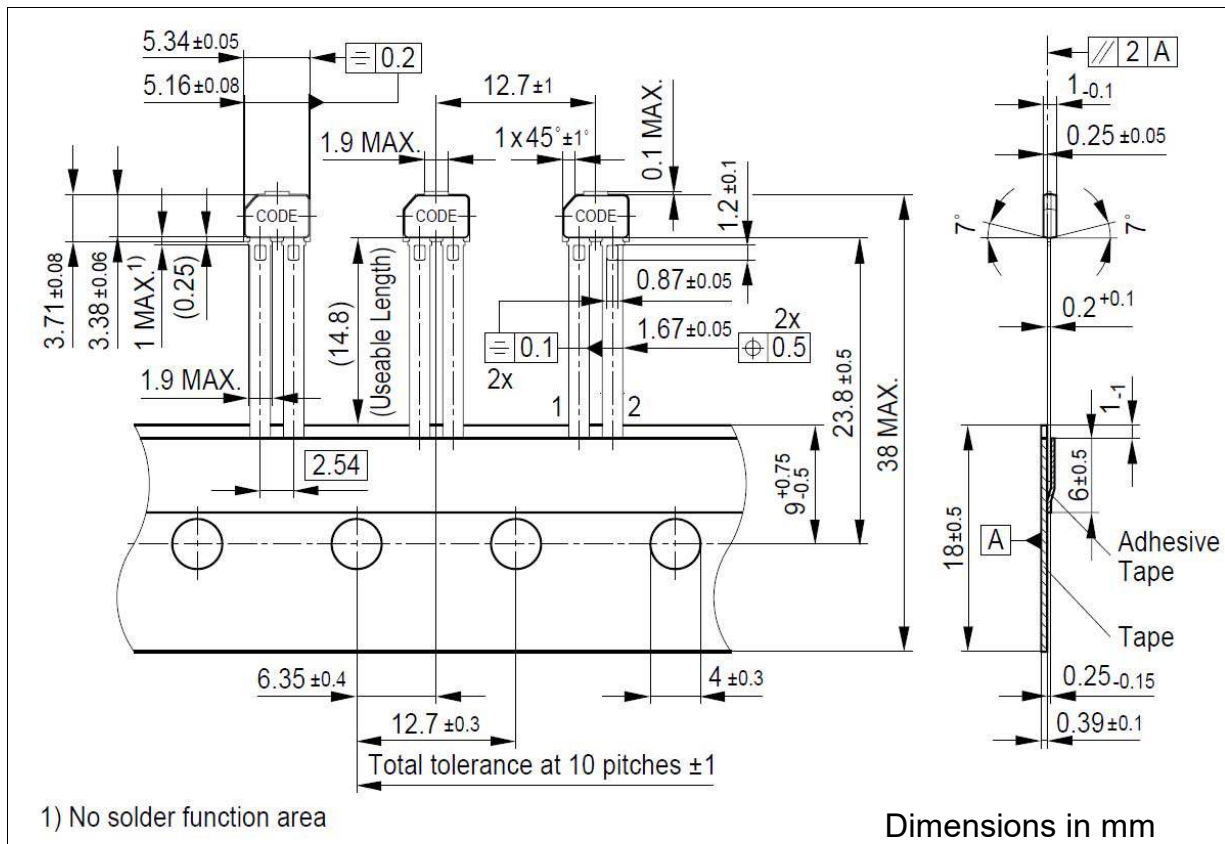 5.34 ±0.05
⌯ 0.2
5.16 ±0.08
12.7 ±1
1.9 MAX.
1 x 45° ±1°
0.1 MAX.
1.2 ±0.1
// 2 A
1 -0.1
0.25 ±0.05
CODE
CODE
CODE
7°
7°
3.71 ±0.08
3.38 ±0.06
1 MAX. 1)
(0.25)
(14.8)
(Useable Length)
0.87 ±0.05
1.67 ±0.05
2x
⌯ 0.1
⌖ 0.5
2x
0.2 +0.1
1.9 MAX.
1
2
23.8 ±0.5
38 MAX.
1 -1
2.54
9 +0.75 -0.5
18 ±0.5
6 ±0.5
A
Adhesive
Tape
Tape
6.35 ±0.4
4 ±0.3
0.25 -0.15
12.7 ±0.3
0.39 ±0.1
Total tolerance at 10 pitches ±1
1) No solder function area
Dimensions in mm